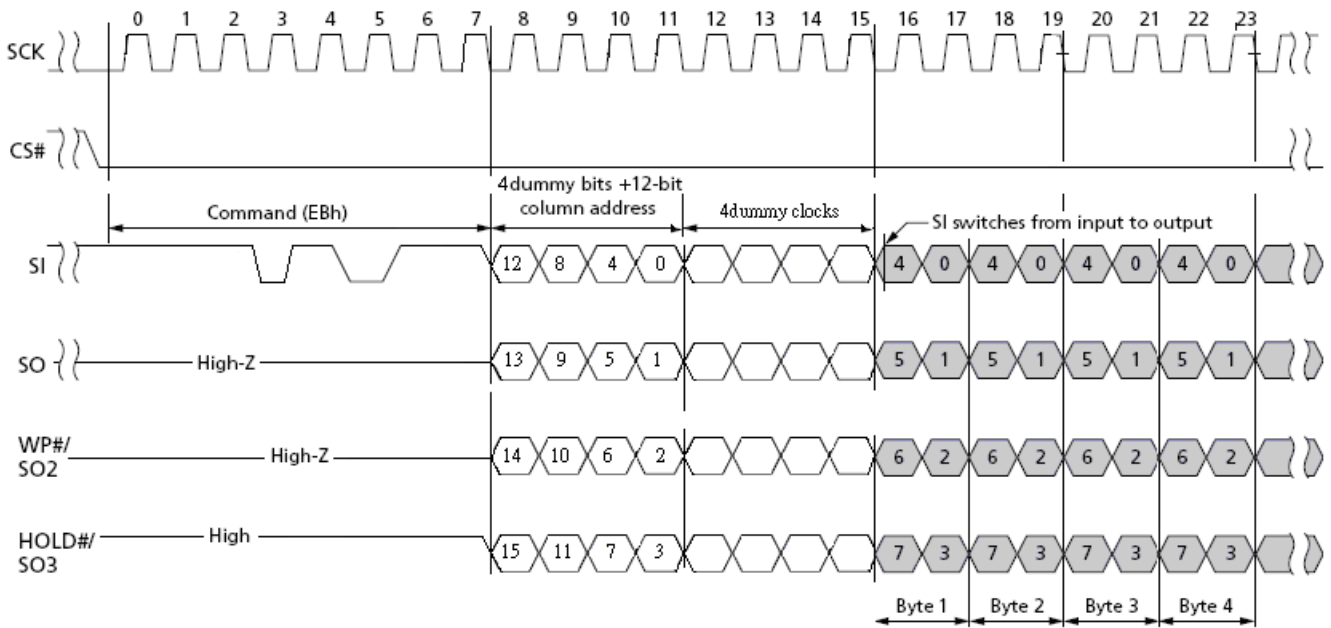 0 1 2 3 4 5 6 7 8 9 10 11 12 13 14 15 16 17 18 19 20 21 22 23
SCK
CS#
4dummy bits +12-bit
column address
Command (EBh)
4dummy clocks
SI switches from input to output
SI 12 8 4 0 4 0 4 0 4 0 4 0
SO High-Z 13 9 5 1 5 1 5 1 5 1 5 1
WP#/
SO2 High-Z 14 10 6 2 6 2 6 2 6 2 6 2
HOLD#/
SO3 High 15 11 7 3 7 3 7 3 7 3 7 3
Byte 1 Byte 2 Byte 3 Byte 4